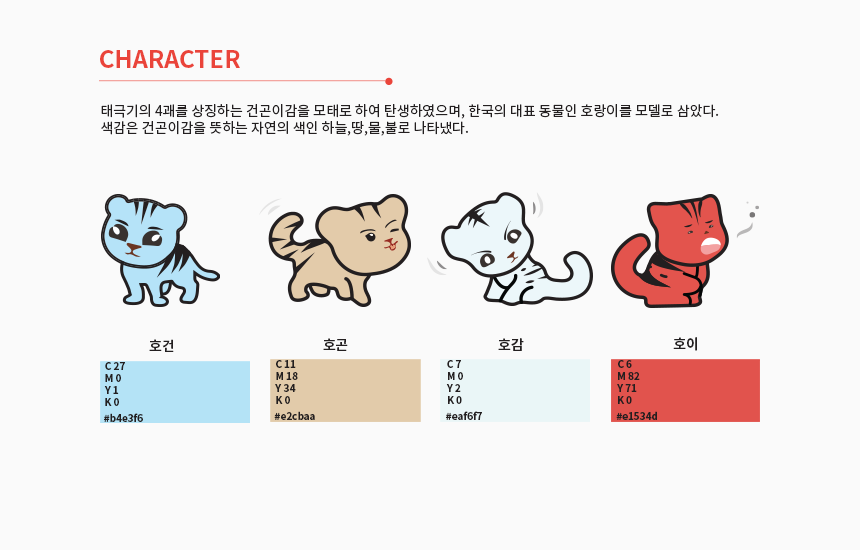 CHARACTER
태극기의 4괘를 상징하는 건곤이감을 모태로 하여 탄생하였으며, 한국의 대표 동물인 호랑이를 모델로 삼았다.
색감은 건곤이감을 뜻하는 자연의 색인 하늘,땅,물,불로 나타냈다.
호건
C 27
M 0
Y 1
K 0
#b4e3f6
호곤
C 11
M 18
Y 34
K 0
#e2cbaa
호감
C 7
M 0
Y 2
K 0
#eaf6f7
호이
C 6
M 82
Y 71
K 0
#e1534d